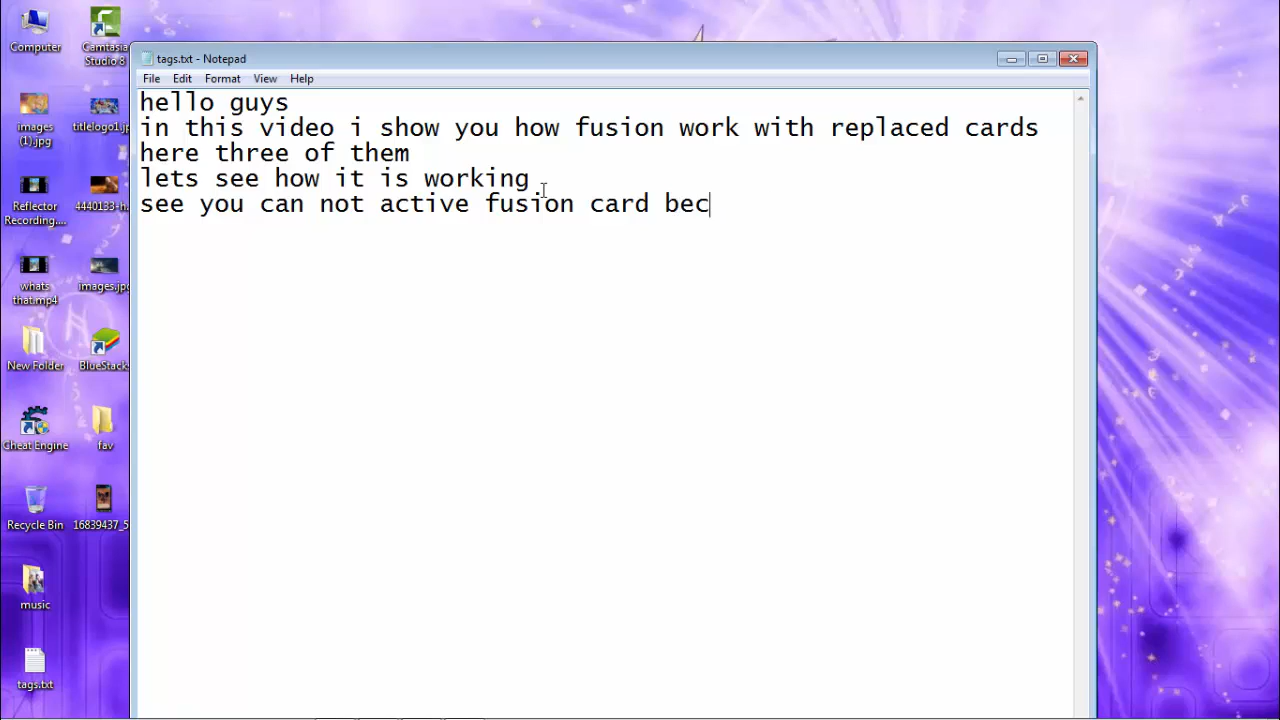 Computer
Camtasia
Studio 8
images
(1).jpg
titlelogo1.jp
Reflector
Recording....
4440133-h.
whats
that.mp4
images.jpg
New Folder
BlueStack
Cheat Engine
fav
Recycle Bin
16839437_5
music
tags.txt
tags.txt - Notepad
File Edit Format View Help
hello guys
in this video i show you how fusion work with replaced cards
here three of them
lets see how it is working
see you can not active fusion card bec